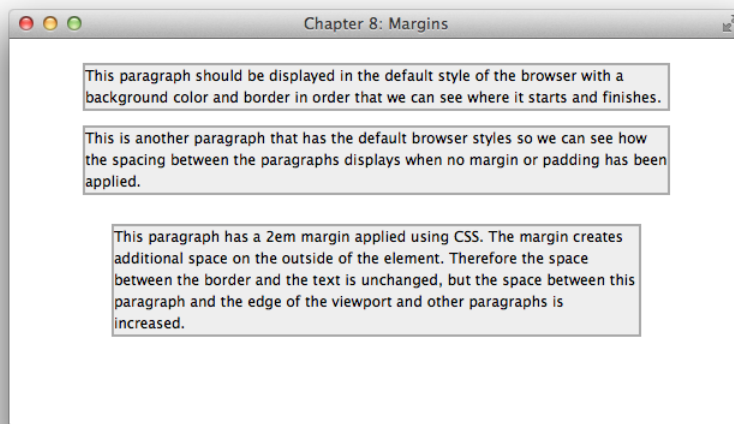 Chapter 8: Margins
This paragraph should be displayed in the default style of the browser with a
background color and border in order that we can see where it starts and finishes.
This is another paragraph that has the default browser styles so we can see how
the spacing between the paragraphs displays when no margin or padding has been
applied.
This paragraph has a 2em margin applied using CSS. The margin creates
additional space on the outside of the element. Therefore the space
between the border and the text is unchanged, but the space between this
paragraph and the edge of the viewport and other paragraphs is
increased.